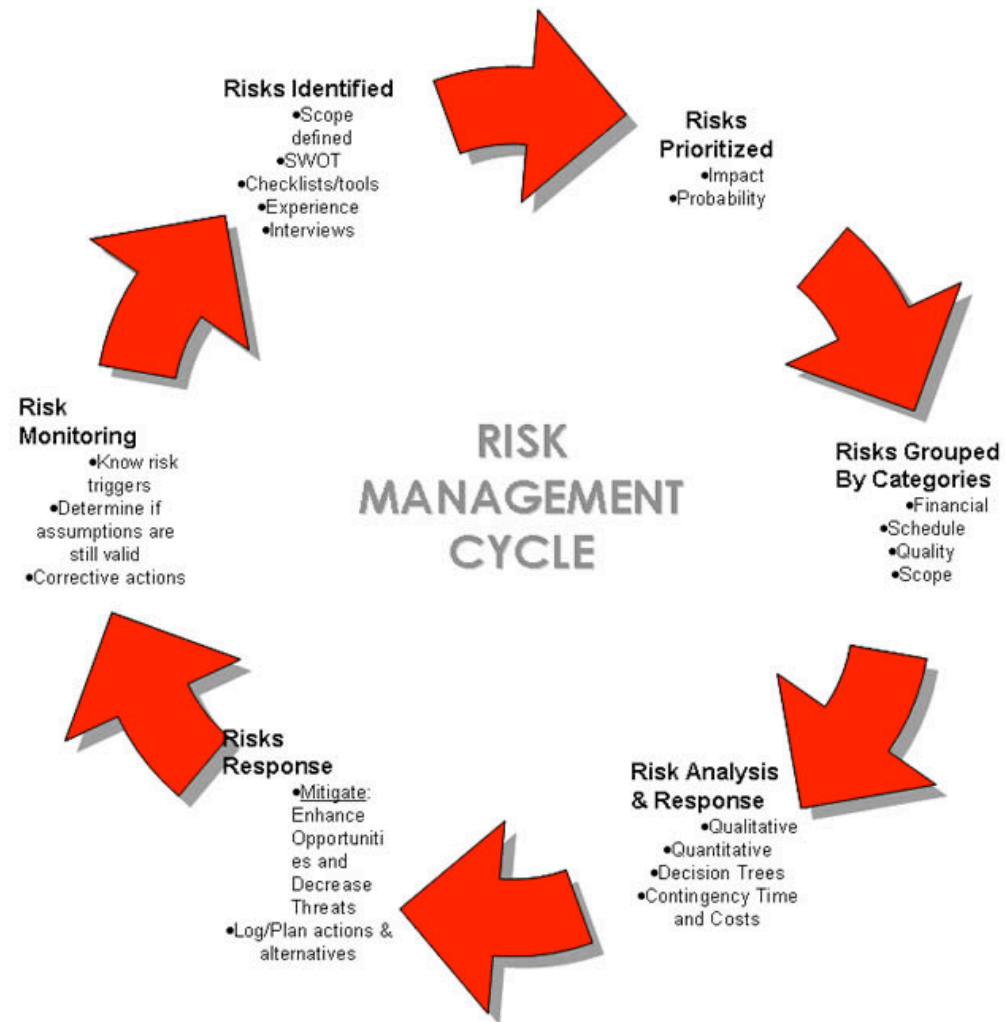 Risks Identified
•Scope
defined
•SWOT
•Checklists/tools
•Experience
•Interviews
Risks
Prioritized
•Impact
•Probability
Risks Grouped
By Categories
•Financial
•Schedule
•Quality
•Scope
Risk Analysis
& Response
•Qualitative
•Quantitative
•Decision Trees
•Contingency Time
and Costs
Risks
Response
•Mitigate:
Enhance
Opportuniti
es and
Decrease
Threats
•Log/Plan actions &
alternatives
Risk
Monitoring
•Know risk
triggers
•Determine if
assumptions are
still valid
•Corrective actions
RISK
MANAGEMENT
CYCLE